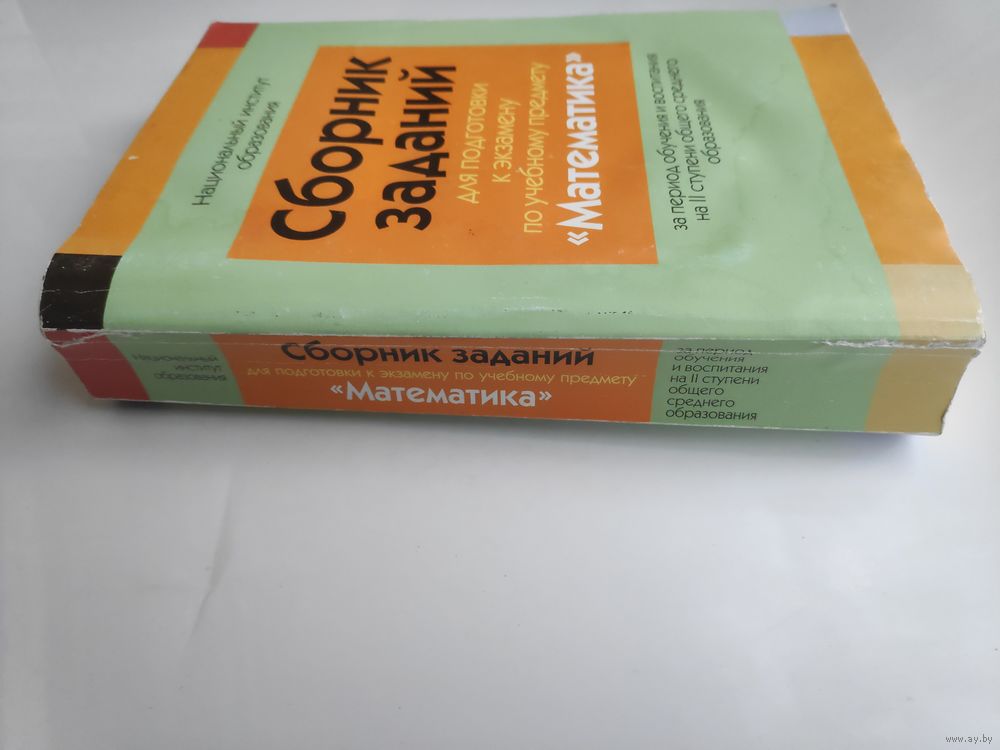 Национальный институт
образования
Сборник
заданий
для подготовки
к экзамену
по учебному предмету
«Математика»
за период обучения и воспитания
на II ступени общего среднего
образования
Национальный
институт
образования
Сборник заданий
для подготовки к экзамену по учебному предмету
«Математика»
за период
обучения
и воспитания
на II ступени
общего
среднего
образования
www.ay.by